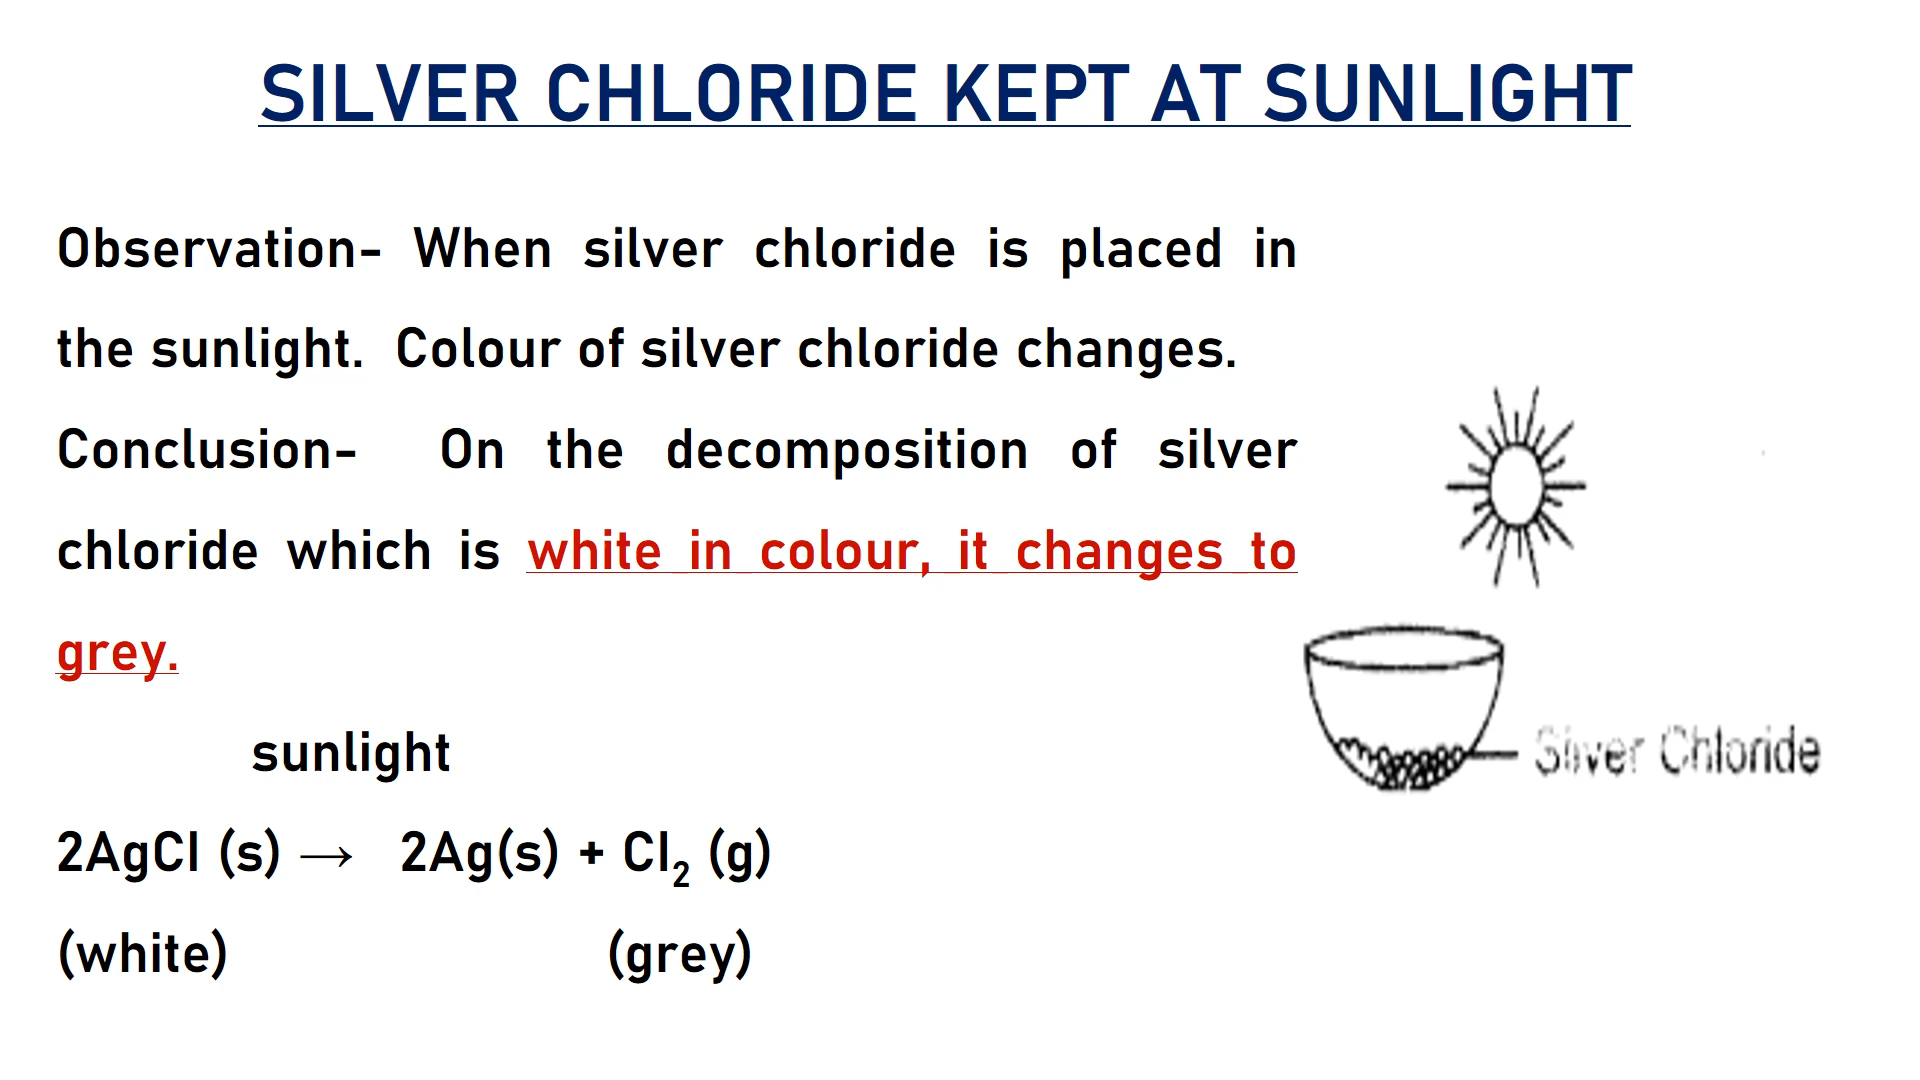 SILVER CHLORIDE KEPT AT SUNLIGHT
Observation- When silver chloride is placed in
the sunlight. Colour of silver chloride changes.
Conclusion- On the decomposition of silver
chloride which is white in colour, it changes to
grey.
sunlight
2AgCl (s) → 2Ag(s) + Cl₂ (g)
(white) (grey)
Silver Chloride